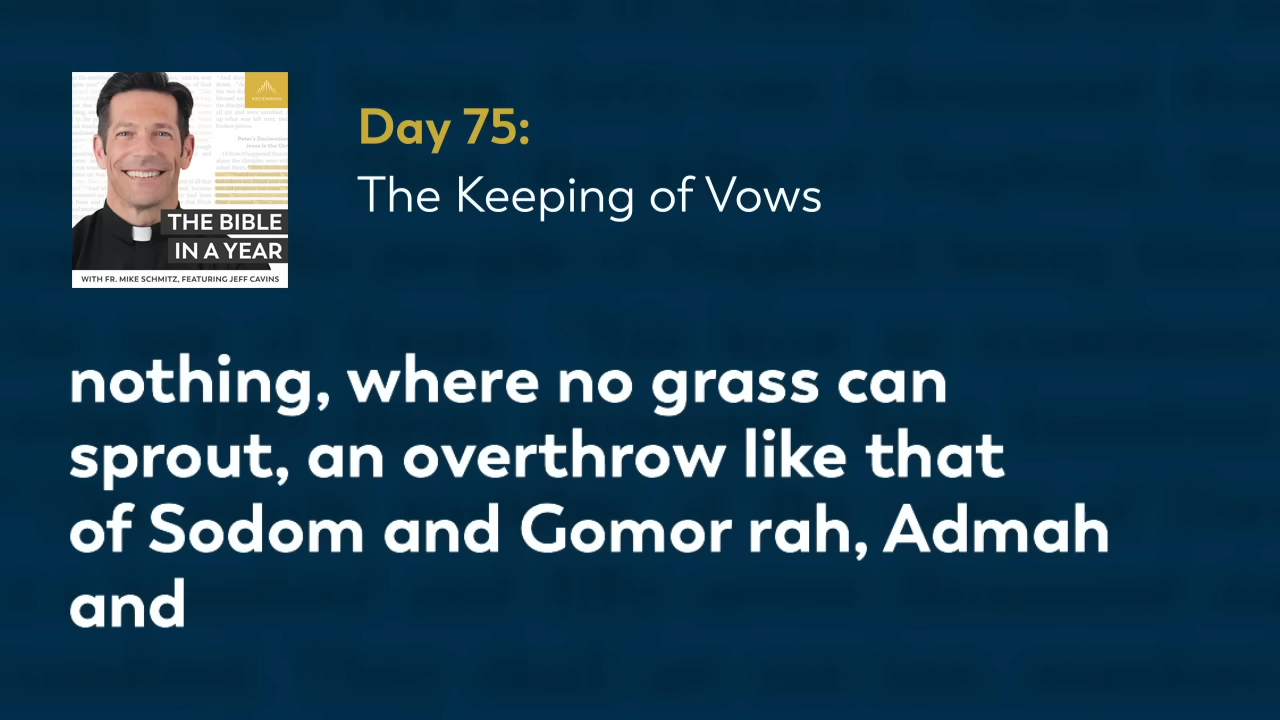 ASCENSION
Day 75:
The Keeping of Vows
THE BIBLE
IN A YEAR
WITH FR. MIKE SCHMITZ, FEATURING JEFF CAVINS
nothing, where no grass can
sprout, an overthrow like that
of Sodom and Gomor rah, Admah
and